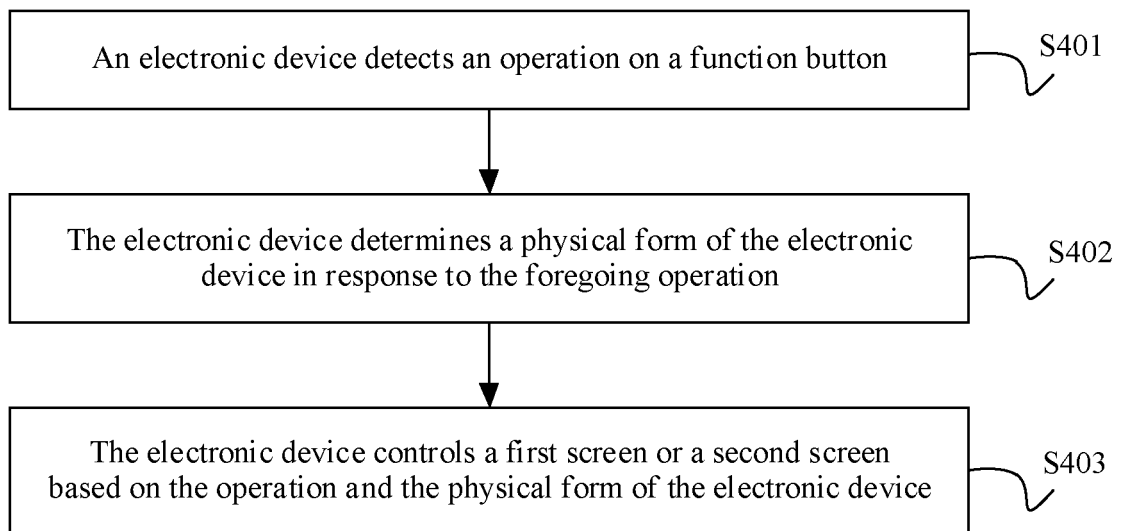 An electronic device detects an operation on a function button
S401
The electronic device determines a physical form of the electronic
device in response to the foregoing operation
S402
The electronic device controls a first screen or a second screen
based on the operation and the physical form of the electronic device
S403